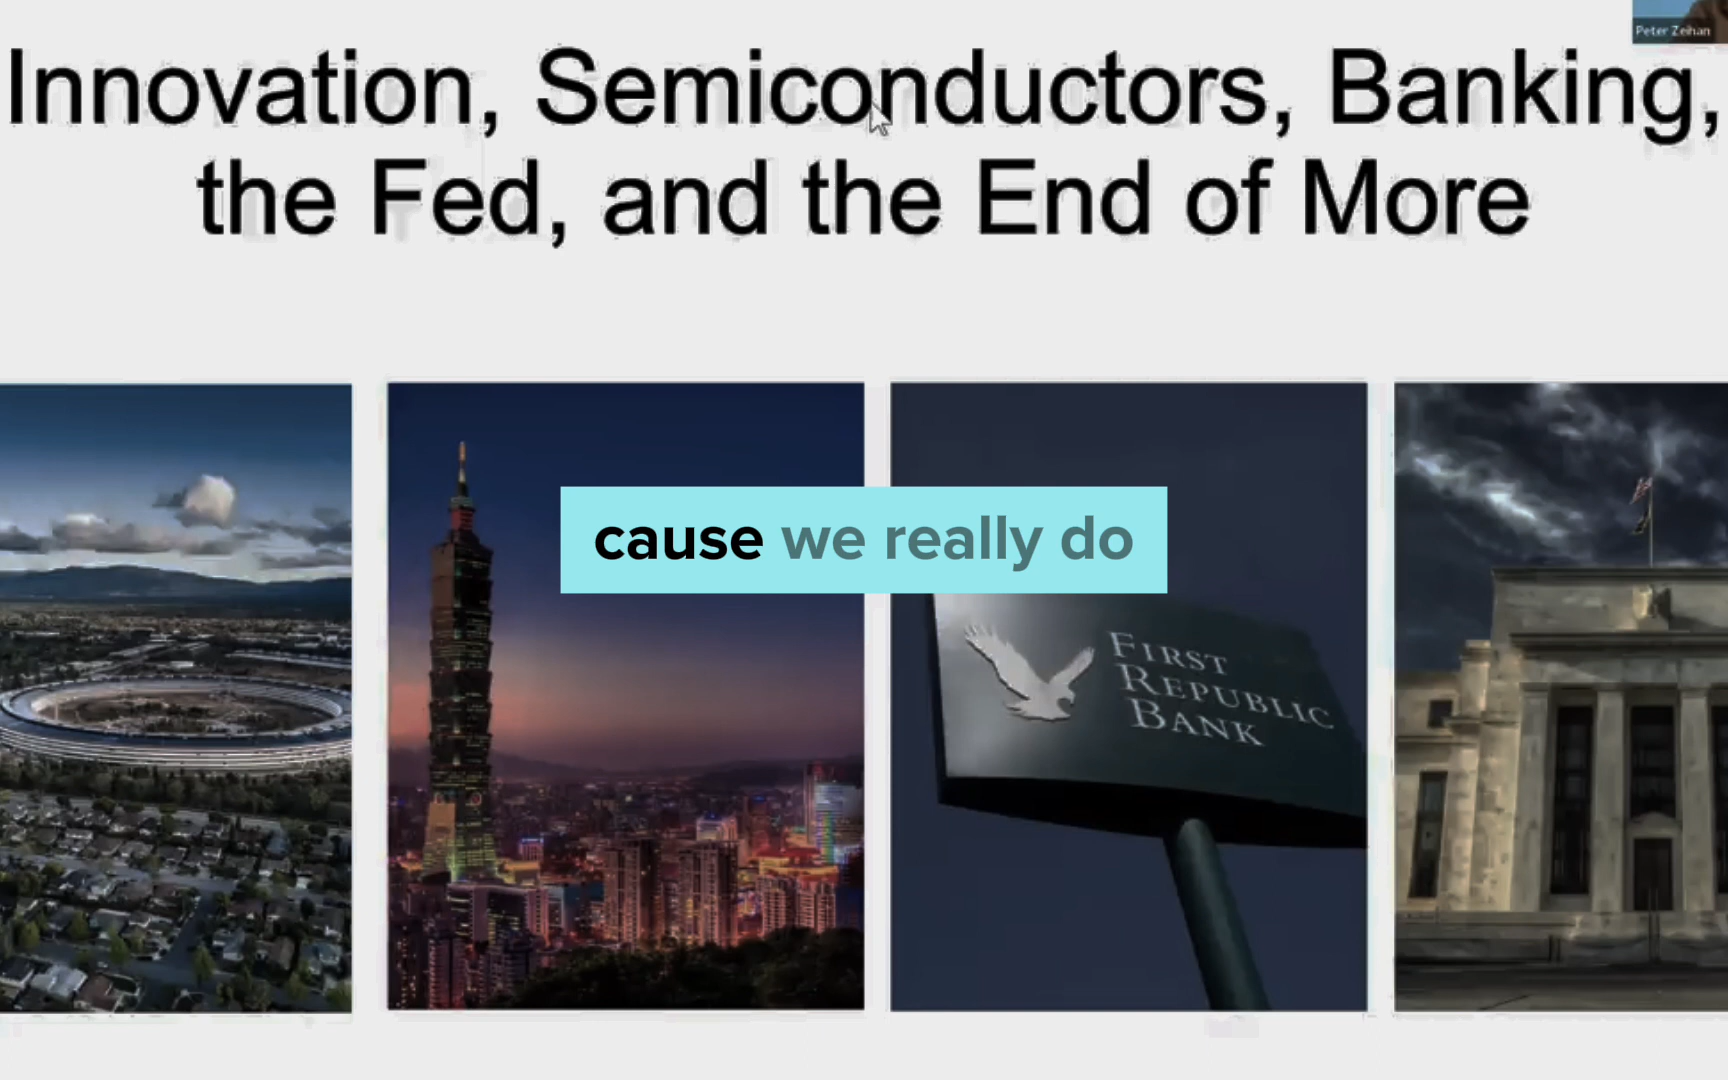 Peter Zeihan
Innovation, Semiconductors, Banking,
the Fed, and the End of More
cause we really do
FIRST
REPUBLIC
BANK